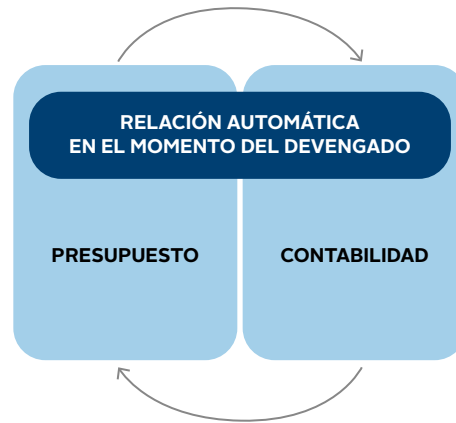 RELACIÓN AUTOMÁTICA
EN EL MOMENTO DEL DEVENGADO
PRESUPUESTO
CONTABILIDAD